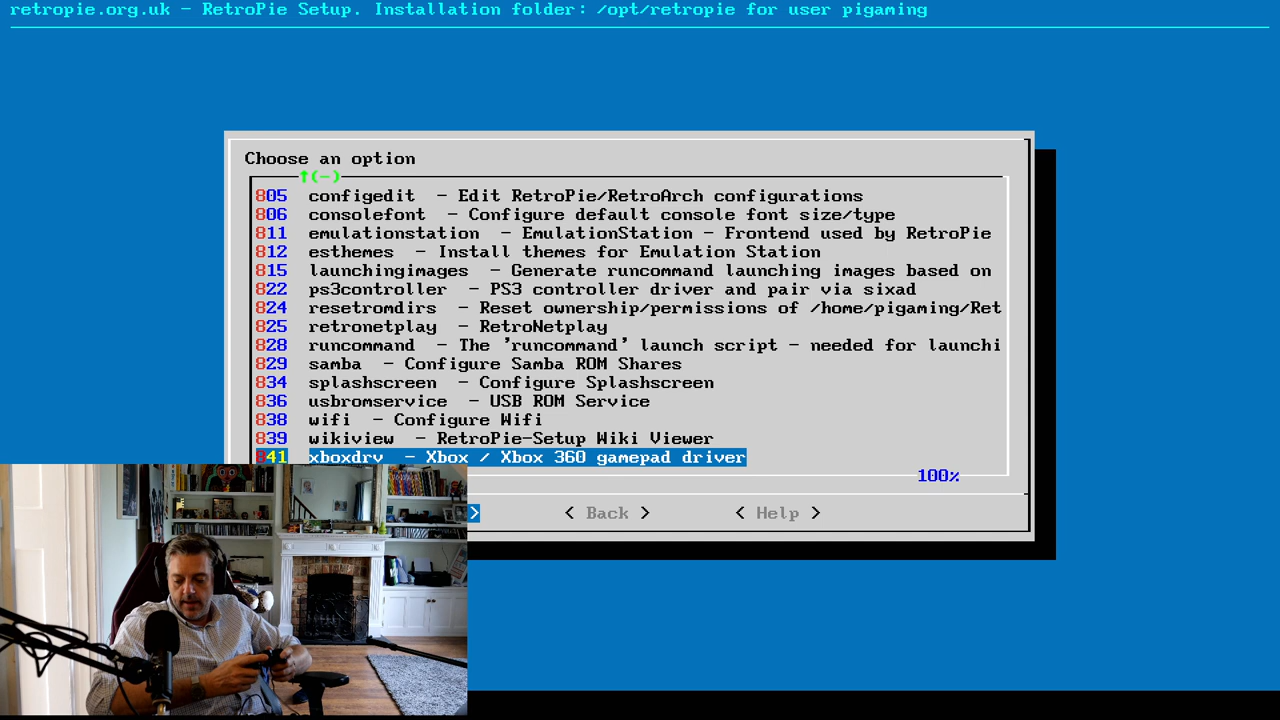 retropie.org.uk - RetroPie Setup. Installation folder: /opt/retropie for user pigaming
Choose an option
↑(-)
805 configedit - Edit RetroPie/RetroArch configurations
806 consolefont - Configure default console font size/type
811 emulationstation - EmulationStation - Frontend used by RetroPie
812 esthemes - Install themes for Emulation Station
815 launchingimages - Generate runcommand launching images based on
822 ps3controller - PS3 controller driver and pair via sixad
824 resetromdirs - Reset ownership/permissions of /home/pigaming/Ret
825 retronetplay - RetroNetplay
828 runcommand - The 'runcommand' launch script - needed for launchi
829 samba - Configure Samba ROM Shares
834 splashscreen - Configure Splashscreen
836 usbromservice - USB ROM Service
838 wifi - Configure Wifi
839 wikiview - RetroPie-Setup Wiki Viewer
841 xboxdrv - Xbox / Xbox 360 gamepad driver
100%
> < Back > < Help >